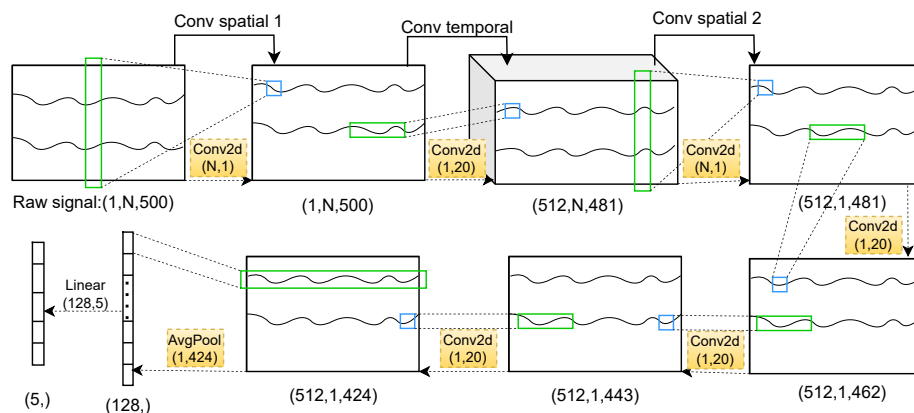 Conv spatial 1
Conv temporal
Conv spatial 2
Conv2d
(N,1)
Conv2d
(1,20)
Conv2d
(N,1)
Raw signal:(1,N,500)
(1,N,500)
(512,N,481)
(512,1,481)
Conv2d
(1,20)
Linear
(128,5)
AvgPool
(1,424)
Conv2d
(1,20)
Conv2d
(1,20)
(5,)
(128,)
(512,1,424)
(512,1,443)
(512,1,462)